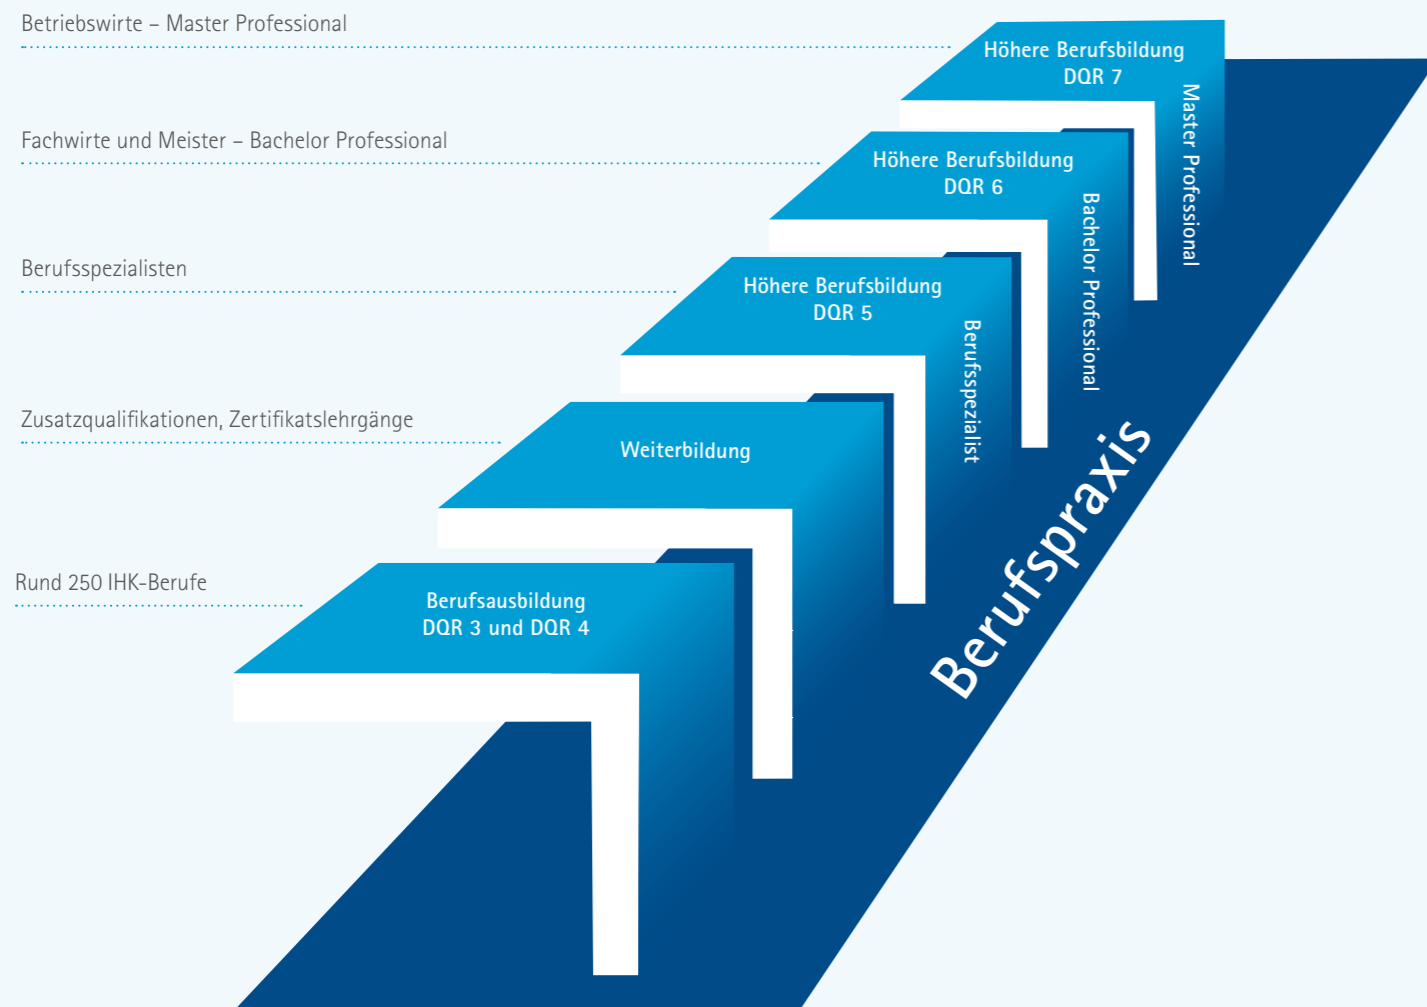 Betriebswirte – Master Professional
Höhere Berufsbildung
DQR 7
Master Professional
Fachwirte und Meister – Bachelor Professional
Höhere Berufsbildung
DQR 6
Bachelor Professional
Berufsspezialisten
Höhere Berufsbildung
DQR 5
Berufsspezialist
Zusatzqualifikationen, Zertifikatslehrgänge
Weiterbildung
Rund 250 IHK-Berufe
Berufsausbildung
DQR 3 und DQR 4
Berufspraxis